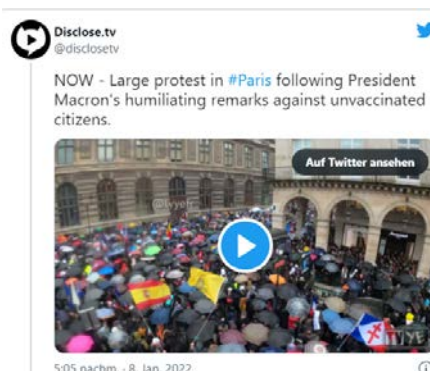 Disclose.tv
@disclosetv
NOW - Large protest in #Paris following President
Macron's humiliating remarks against unvaccinated
citizens.
Auf Twitter ansehen
5:05 nachm. · 8. Jan. 2022